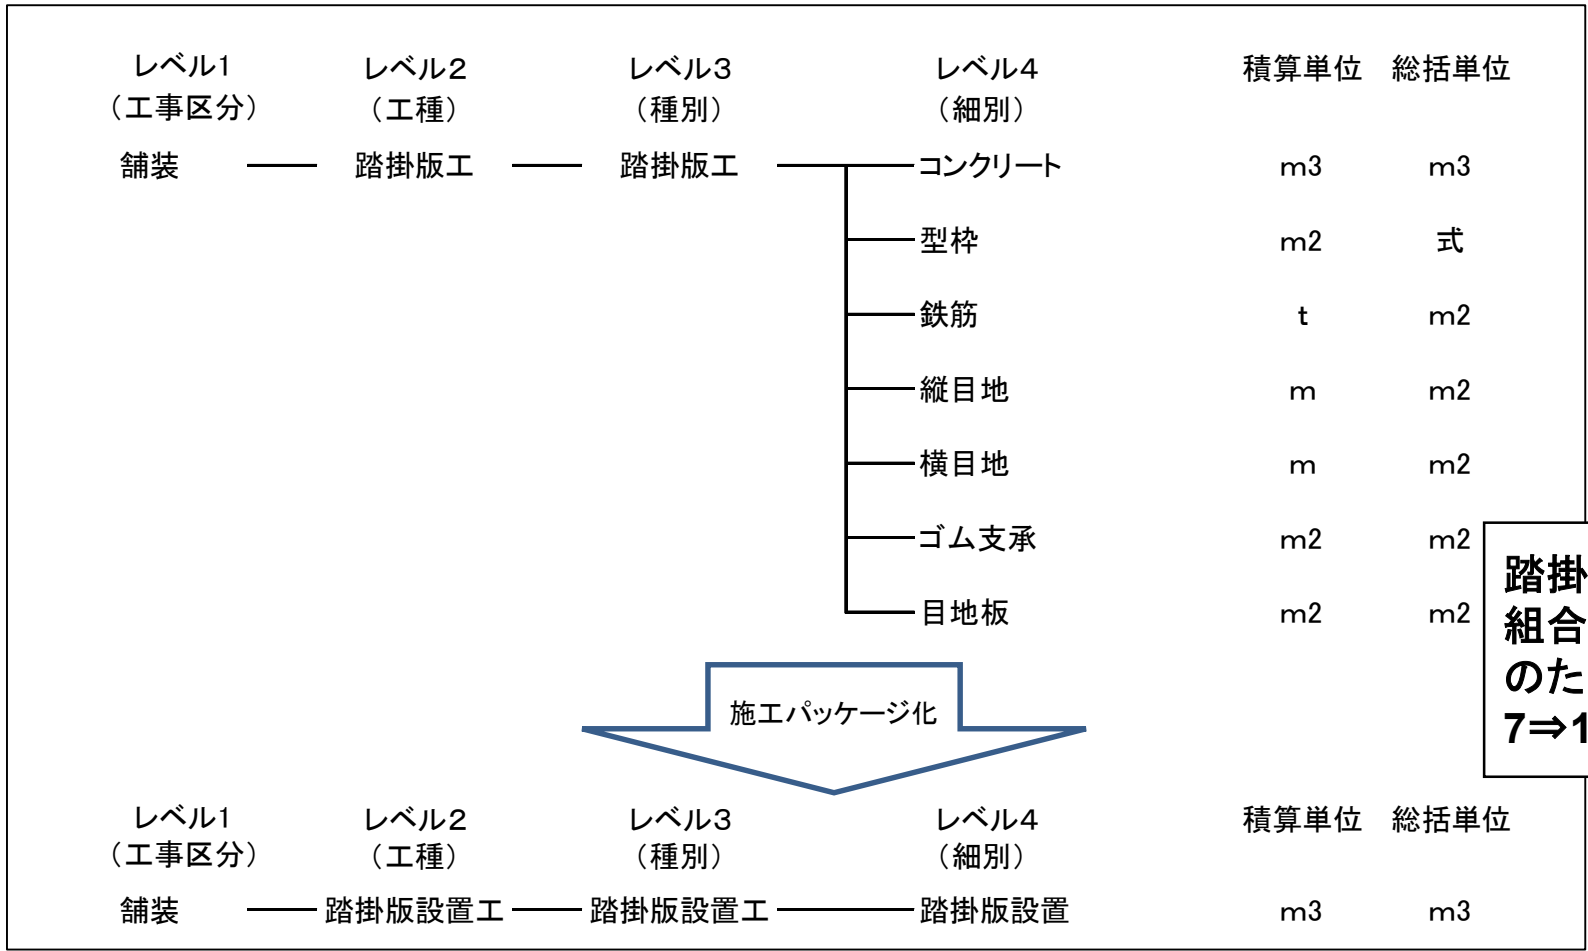 レベル1 レベル2 レベル3 レベル4 積算単位 総括単位
（工事区分） （工種） （種別） （細別）
舗装 踏掛版工 踏掛版工 コンクリート m3 m3
型枠 m2 式
鉄筋 t m2
縦目地 m m2
横目地 m m2
ゴム支承 m2 m2
目地板 m2 m2
踏掛
組合
のた
7⇒1
施工パッケージ化
レベル1 レベル2 レベル3 レベル4 積算単位 総括単位
（工事区分） （工種） （種別） （細別）
舗装 踏掛版設置工 踏掛版設置工 踏掛版設置 m3 m3